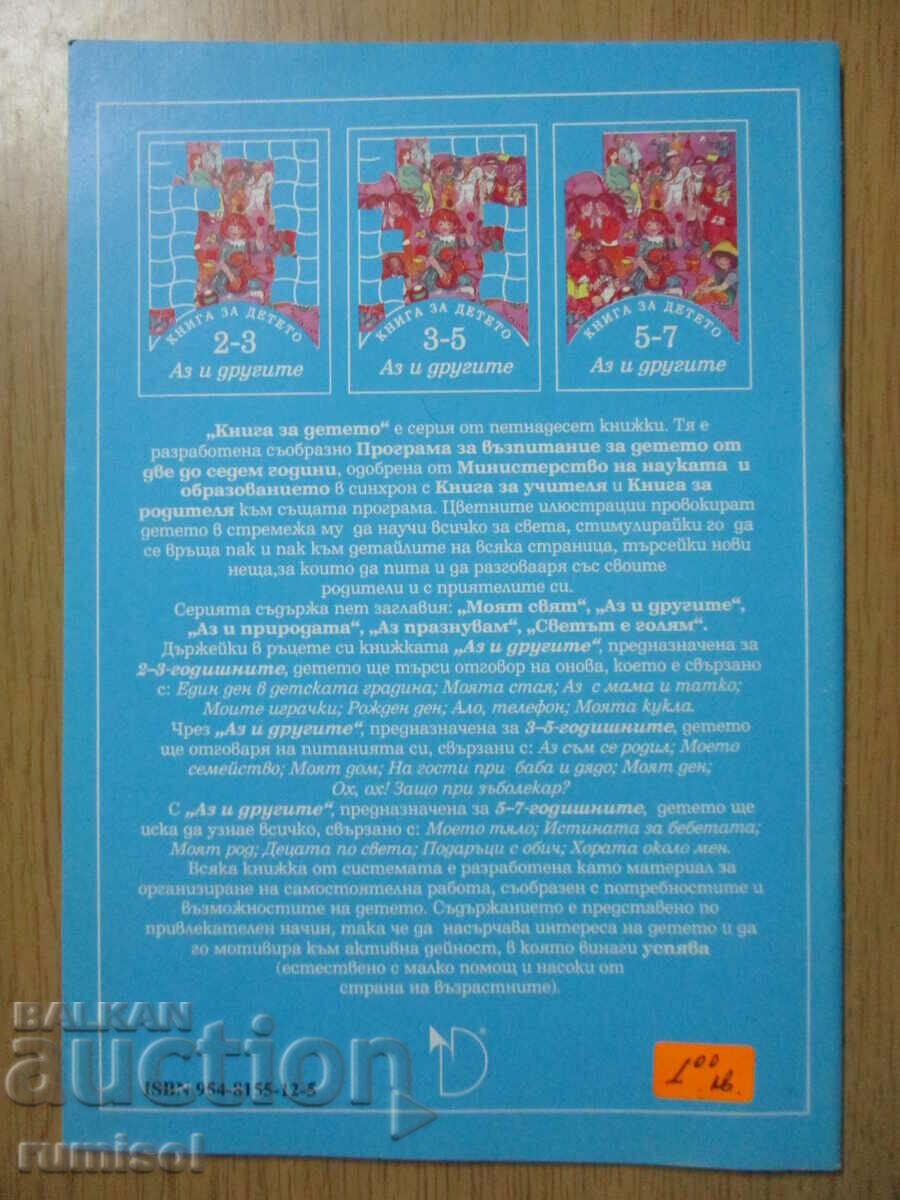 КНИГА ЗА ДЕТЕТО
2-3
Аз и другите
КНИГА ЗА ДЕТЕТО
3-5
Аз и другите
КНИГА ЗА ДЕТЕТО
5-7
Аз и другите
„Книга за детето“ е серия от петнадесет книжки. Тя е
разработена съобразно Програма за възпитание за детето от
две до седем години, одобрена от Министерство на науката и
образованието в синхрон с Книга за учителя и Книга за
родителя към същата програма. Цветните илюстрации провокират
детето в стремежа му да научи всичко за света, стимулирайки го да
се връща пак и пак към детайлите на всяка страница, търсейки нови
неща,за които да пита и да разговааря със своите
родители и с приятелите си.
Серията съдържа пет заглавия: „Моят свят“, „Аз и другите“,
„Аз и природата“, „Аз празнувам“, „Светът е голям“.
Държейки в ръцете си книжката „Аз и другите“, предназначена за
2–3-годишните, детето ще търси отговор на онова, което е свързано
с: Един ден в детската градина; Моята стая; Аз с мама и татко;
Моите играчки; Рожден ден; Ало, телефон; Моята кукла.
Чрез „Аз и другите“, предназначена за 3–5-годишните, детето
ще отговаря на питанията си, свързани с: Аз съм се родил; Моето
семейство; Моят дом; На гости при баба и дядо; Моят ден;
Ох, ох! Защо при зъболекар?
С „Аз и другите“, предназначена за 5–7-годишните, детето ще
иска да узнае всичко, свързано с: Моето тяло; Истината за бебетата;
Моят род; Децата по света; Подаръци с обич; Хората около мен.
Всяка книжка от системата е разработена като материал за
организиране на самостоятелна работа, съобразен с потребностите и
възможностите на детето. Съдържанието е представено по
привлекателен начин, така че да насърчава интереса на детето и да
го мотивира към активна дейност, в която винаги успява
(естествено с малко помощ и насоки от
страна на възрастните).
BALKAN
auction
D®
1.00 лв.
ISBN 954-8155-12-5
rumisol